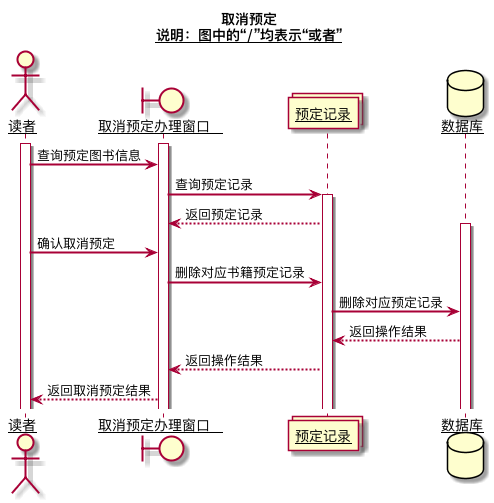 取消预定
说明：图中的“/”均表示“或者”
读者
取消预定办理窗口
预定记录
数据库
查询预定图书信息
查询预定记录
返回预定记录
确认取消预定
删除对应书籍预定记录
删除对应预定记录
返回操作结果
返回操作结果
返回取消预定结果
读者
取消预定办理窗口
预定记录
数据库